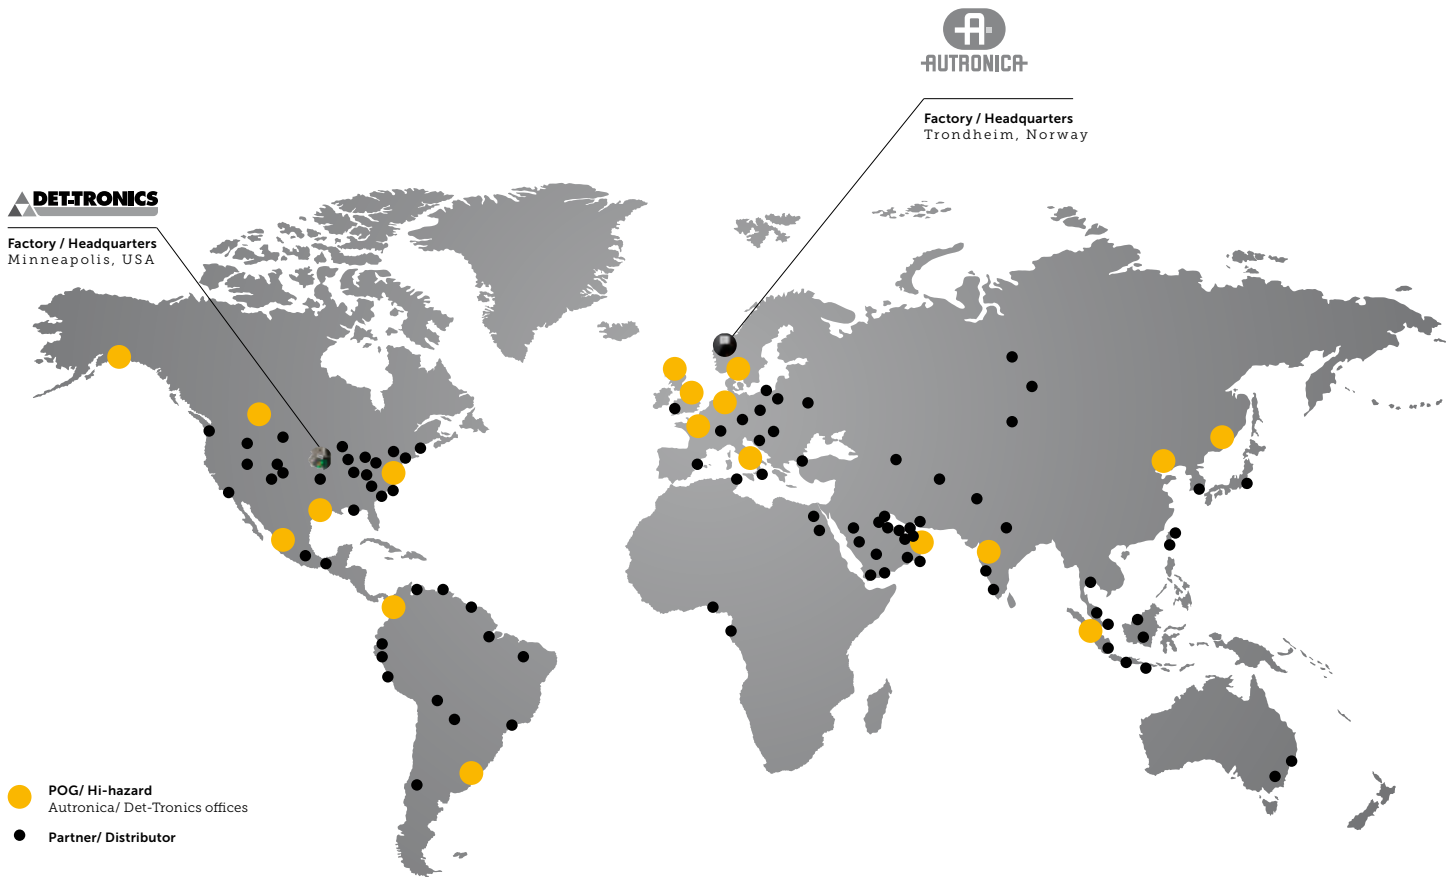 AUTRONICA
Factory / Headquarters
Trondheim, Norway
DET-TRONICS
Factory / Headquarters
Minneapolis, USA
POG/ Hi-hazard
Autronica/ Det-Tronics offices
Partner/ Distributor